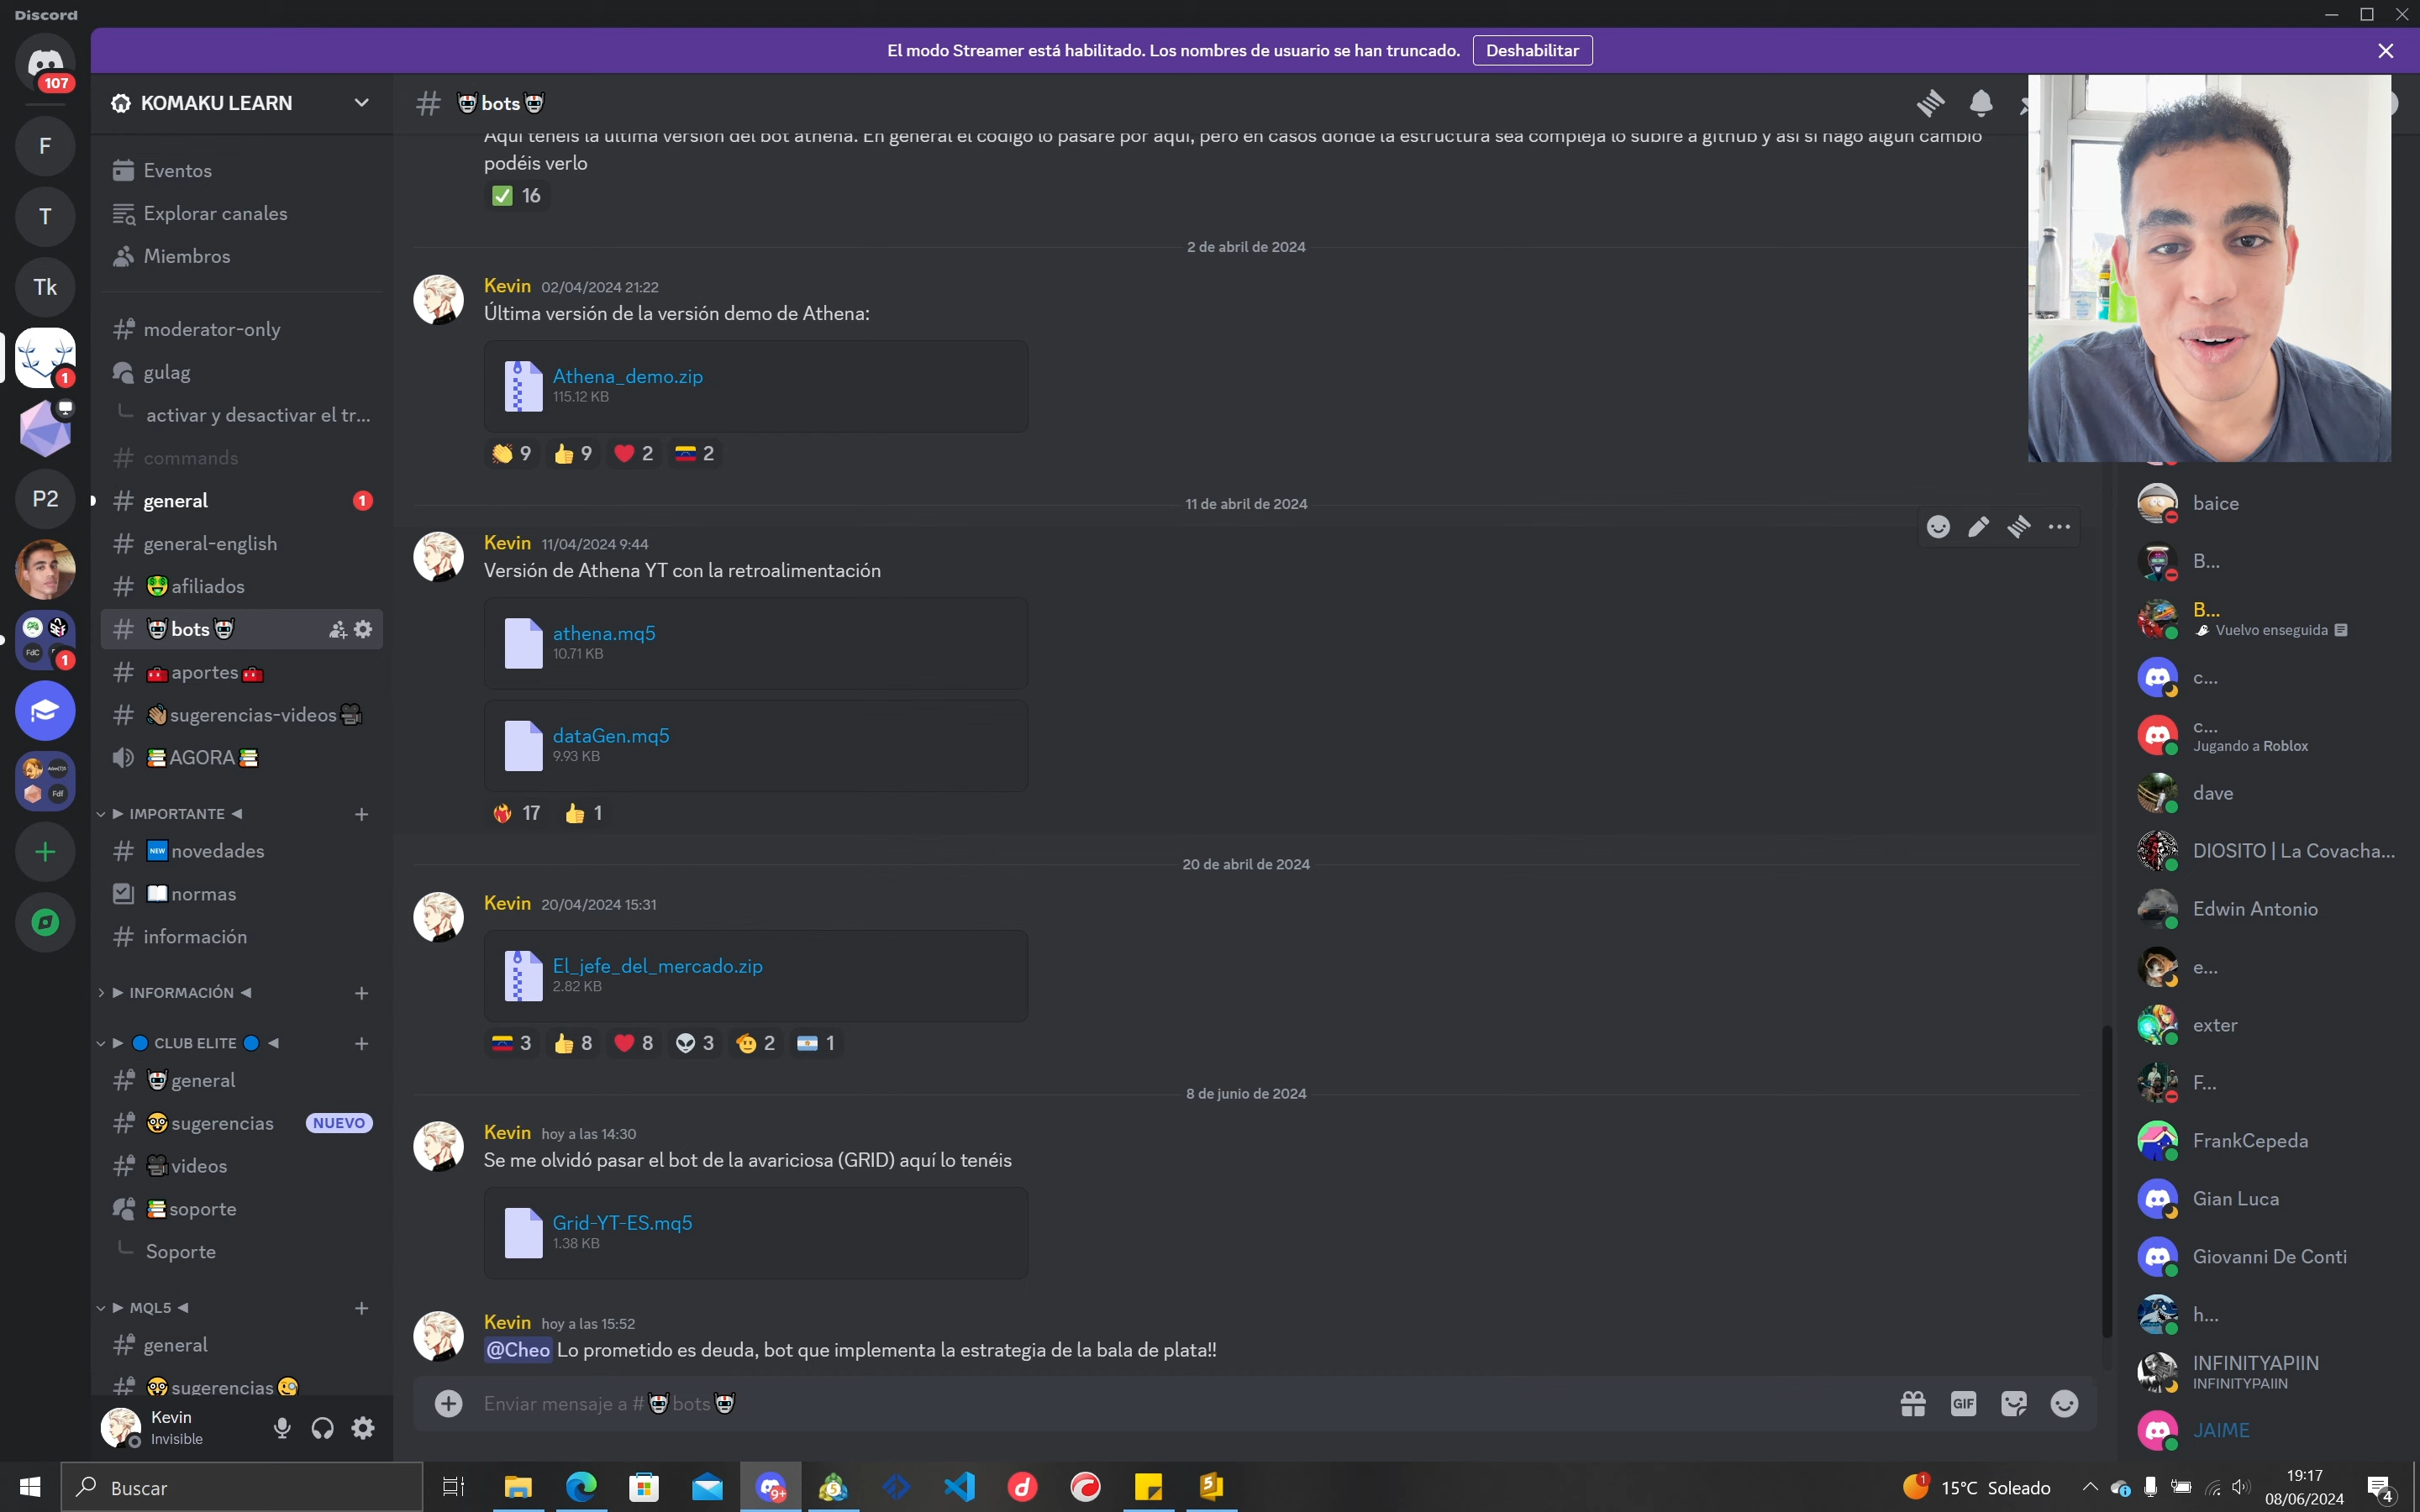 Discord
El modo Streamer está habilitado. Los nombres de usuario se han truncado.
Deshabilitar
107
F
T
Tk
1
P2
FdC
1
Fdf
KOMAKU LEARN
Eventos
Explorar canales
Miembros
moderator-only
gulag
activar y desactivar el tr...
commands
general
1
general-english
🤑afiliados
🤖bots🤖
🧰aportes🧰
👋🏽sugerencias-videos🎥
📚AGORA📚
► IMPORTANTE ◄
🆕novedades
📖normas
información
► INFORMACIÓN ◄
► 🔵 CLUB ELITE 🔵 ◄
🤖general
🤓sugerencias
NUEVO
🎥videos
📚soporte
Soporte
► MQL5 ◄
general
🤓sugerencias🧐
Kevin
Invisible
# 🤖bots🤖
Aquí tenéis la última versión del bot athena. En general el código lo pasaré por aquí, pero en casos donde la estructura sea compleja lo subiré a github y así si hago algún cambio
podéis verlo
✅ 16
2 de abril de 2024
Kevin 02/04/2024 21:22
Última versión de la versión demo de Athena:
Athena_demo.zip
115.12 KB
👏 9 👍 9 ❤️ 2 🇻🇪 2
11 de abril de 2024
Kevin 11/04/2024 9:44
Versión de Athena YT con la retroalimentación
athena.mq5
10.71 KB
dataGen.mq5
9.93 KB
❤️‍🔥 17 👍 1
20 de abril de 2024
Kevin 20/04/2024 15:31
El_jefe_del_mercado.zip
2.82 KB
🇻🇪 3 👍 8 ❤️ 8 👽 3 🫡 2 🇦🇷 1
8 de junio de 2024
Kevin hoy a las 14:30
Se me olvidó pasar el bot de la avariciosa (GRID) aquí lo tenéis
Grid-YT-ES.mq5
1.38 KB
Kevin hoy a las 15:52
@Cheo Lo prometido es deuda, bot que implementa la estrategia de la bala de plata!!
Enviar mensaje a #🤖bots🤖
GIF
baice
B...
B...
Vuelvo enseguida
c...
c...
Jugando a Roblox
dave
DIOSITO | La Covacha...
Edwin Antonio
e...
exter
F...
FrankCepeda
Gian Luca
Giovanni De Conti
h...
INFINITYAPIIN
INFINITYPAIIN
JAIME
Buscar
9+
5
5
1
15°C Soleado
19:17
08/06/2024
4